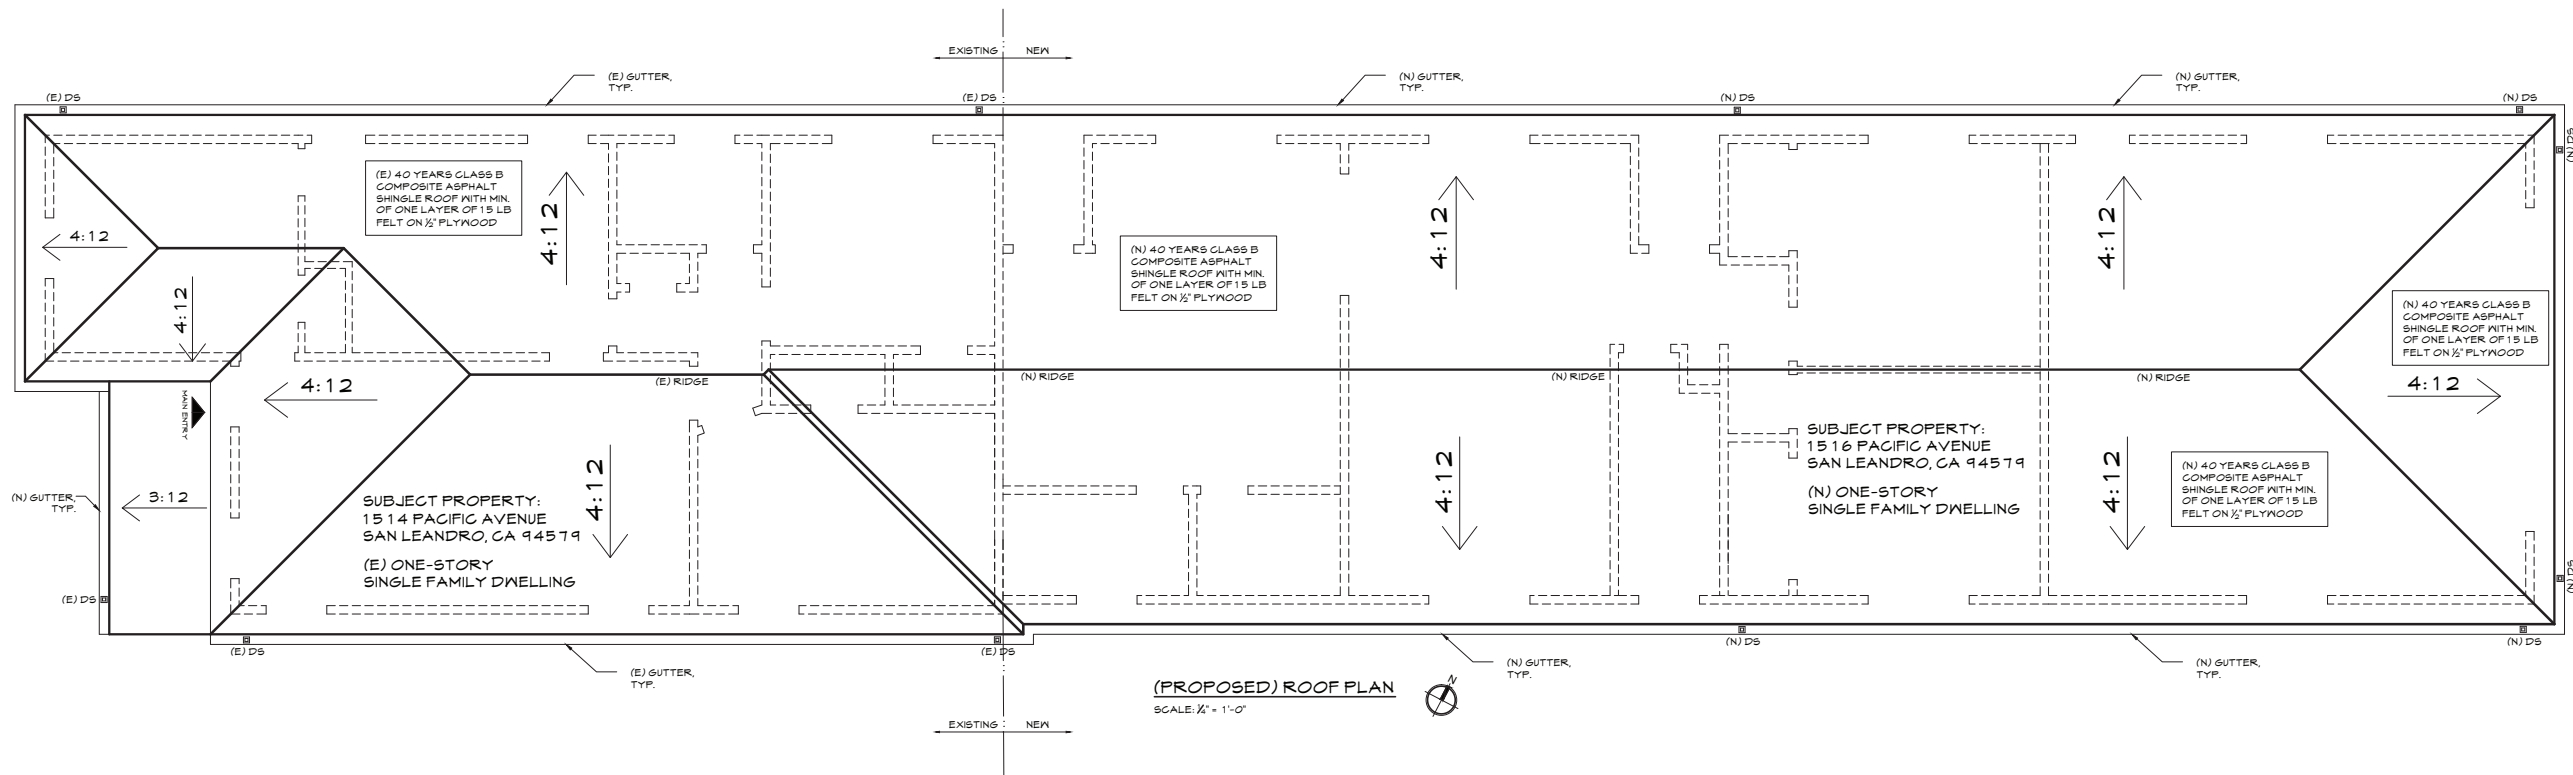 EXISTING
NEW
(E) GUTTER,
TYP.
(N) GUTTER,
TYP.
(N) GUTTER,
TYP.
(E) DS
(E) DS
(N) DS
(N) DS
(N) DS
(E) 40 YEARS CLASS B
COMPOSITE ASPHALT
SHINGLE ROOF WITH MIN.
OF ONE LAYER OF 15 LB
FELT ON ½" PLYWOOD
4:12
4:12
4:12
4:12
4:12
(N) 40 YEARS CLASS B
COMPOSITE ASPHALT
SHINGLE ROOF WITH MIN.
OF ONE LAYER OF 15 LB
FELT ON ½" PLYWOOD
(N) 40 YEARS CLASS B
COMPOSITE ASPHALT
SHINGLE ROOF WITH MIN.
OF ONE LAYER OF 15 LB
FELT ON ½" PLYWOOD
4:12
4:12
(E) RIDGE
(N) RIDGE
(N) RIDGE
(N) RIDGE
MAIN ENTRY
3:12
(N) GUTTER,
TYP.
SUBJECT PROPERTY:
1514 PACIFIC AVENUE
SAN LEANDRO, CA 94579
(E) ONE-STORY
SINGLE FAMILY DWELLING
4:12
4:12
SUBJECT PROPERTY:
1516 PACIFIC AVENUE
SAN LEANDRO, CA 94579
(N) ONE-STORY
SINGLE FAMILY DWELLING
4:12
(N) 40 YEARS CLASS B
COMPOSITE ASPHALT
SHINGLE ROOF WITH MIN.
OF ONE LAYER OF 15 LB
FELT ON ½" PLYWOOD
(N) DS
(E) DS
(E) DS
(E) DS
(N) DS
(N) DS
(E) GUTTER,
TYP.
(N) GUTTER,
TYP.
(N) GUTTER,
TYP.
(PROPOSED) ROOF PLAN
SCALE: ¼" = 1'-0"
N
EXISTING
NEW